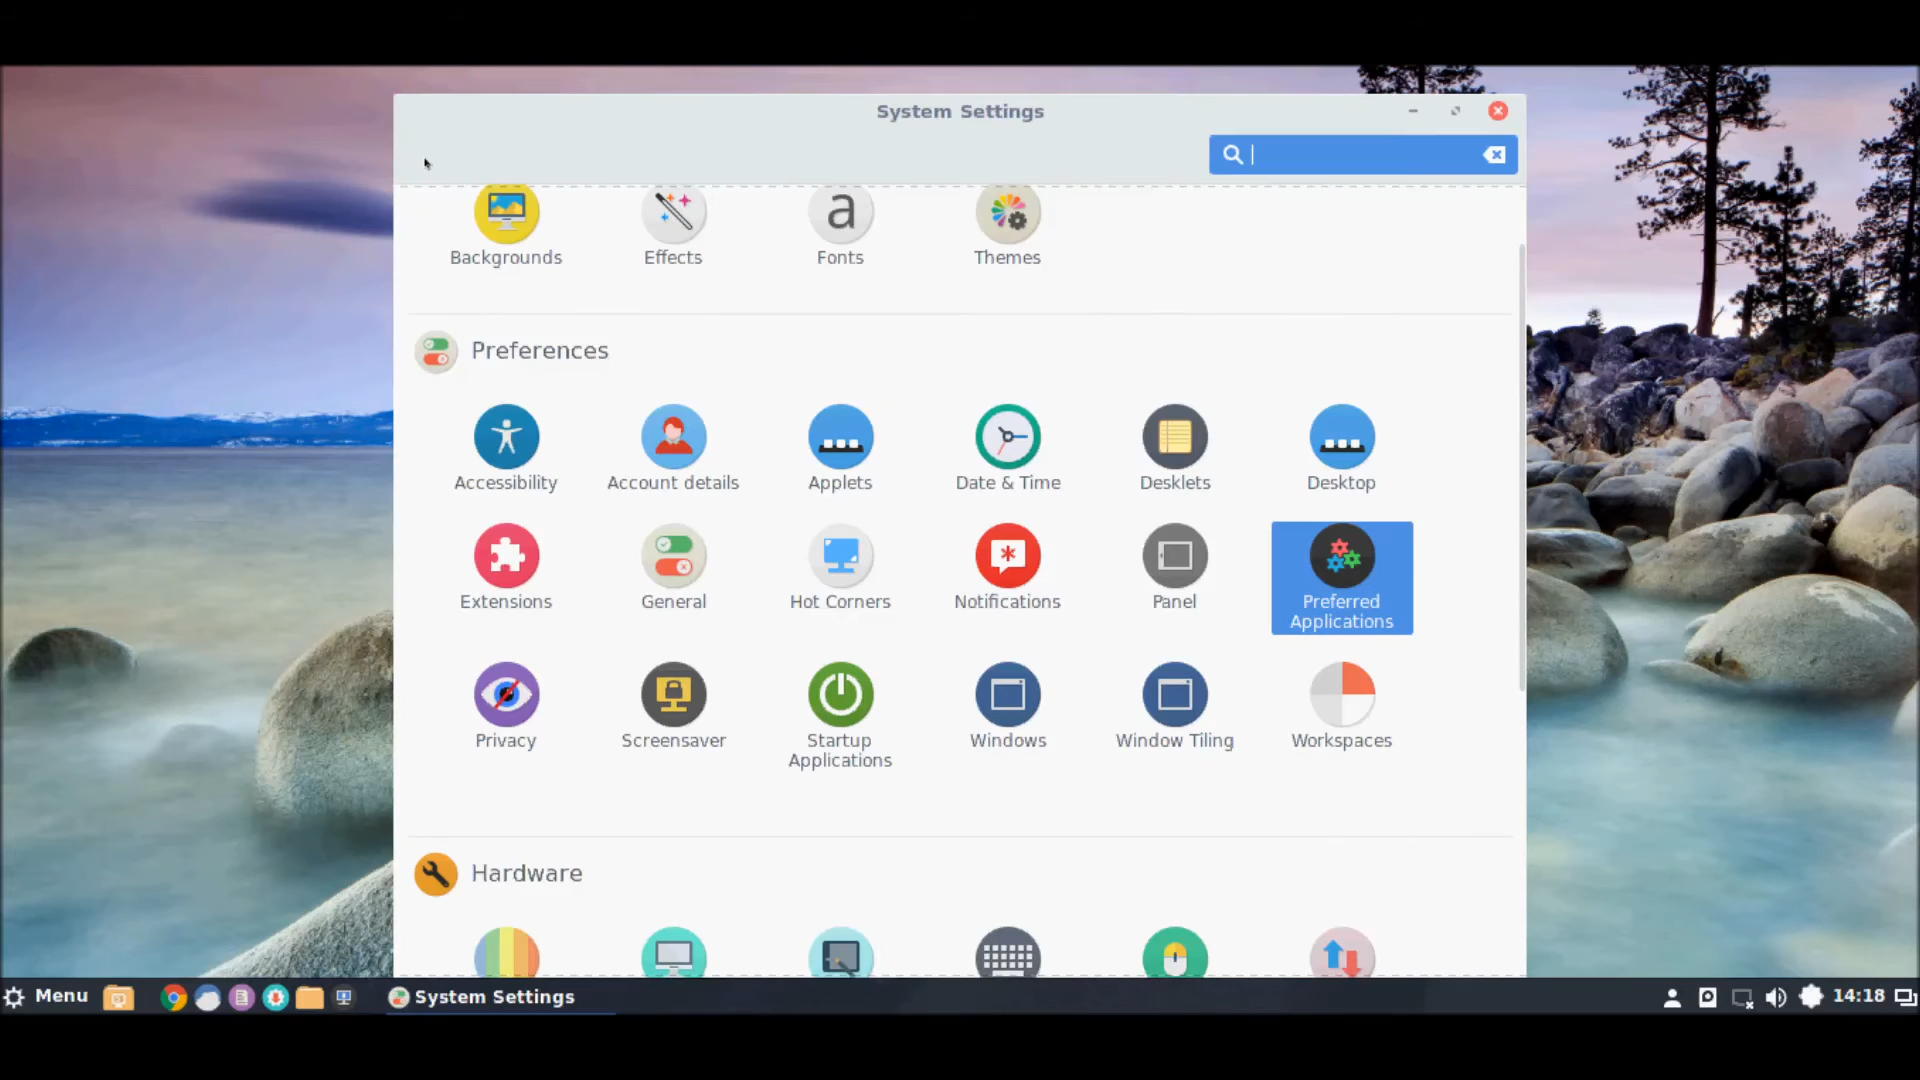 System Settings
Backgrounds
Effects
Fonts
Themes
Preferences
Accessibility
Account details
Applets
Date & Time
Desklets
Desktop
Extensions
General
Hot Corners
Notifications
Panel
Preferred
Applications
Privacy
Screensaver
Startup
Applications
Windows
Window Tiling
Workspaces
Hardware
Menu
System Settings
14:18